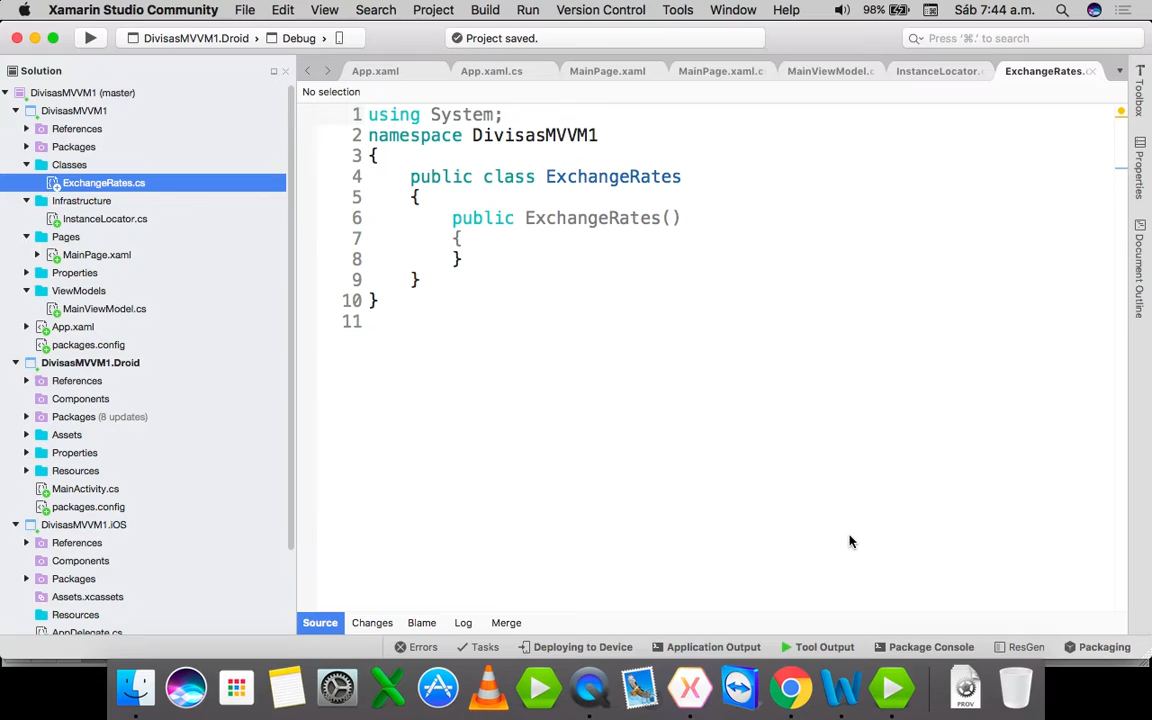 Xamarin Studio Community File Edit View Search Project Build Run Version Control Tools Window Help 98% Sáb 7:44 a.m.
DivisasMVVM1.Droid > Debug > Project saved. Press '⌘.' to search
Solution
App.xaml App.xaml.cs MainPage.xaml MainPage.xaml.c MainViewModel.c InstanceLocator. ExchangeRates.
No selection
DivisasMVVM1 (master)
DivisasMVVM1
References
Packages
Classes
ExchangeRates.cs
Infrastructure
InstanceLocator.cs
Pages
MainPage.xaml
Properties
ViewModels
MainViewModel.cs
App.xaml
packages.config
DivisasMVVM1.Droid
References
Components
Packages (8 updates)
Assets
Properties
Resources
MainActivity.cs
packages.config
DivisasMVVM1.iOS
References
Components
Packages
Assets.xcassets
Resources
AppDelegate.cs
1 using System;
2 namespace DivisasMVVM1
3 {
4 public class ExchangeRates
5 {
6 public ExchangeRates()
7 {
8 }
9 }
10 }
11
Toolbox
Properties
Document Outline
Source Changes Blame Log Merge
Errors Tasks Deploying to Device Application Output Tool Output Package Console ResGen Packaging
PROV